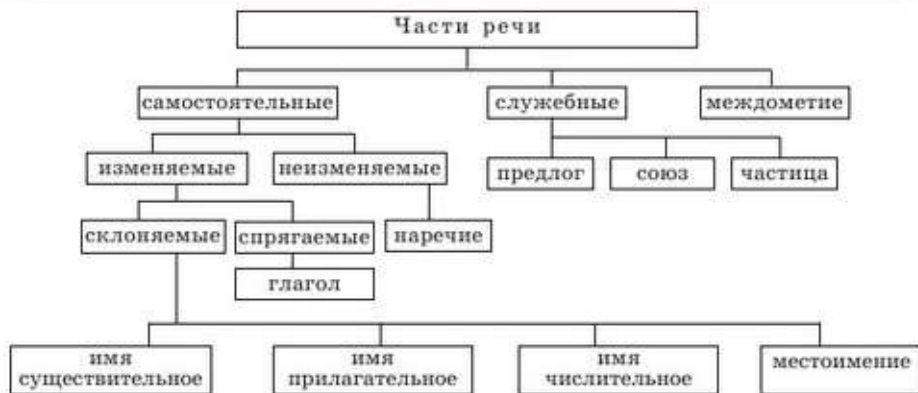 Части речи
самостоятельные
служебные
междометие
изменяемые
неизменяемые
предлог
союз
частица
склоняемые
спрягаемые
наречие
глагол
имя
существительное
имя
прилагательное
имя
числительное
местоимение